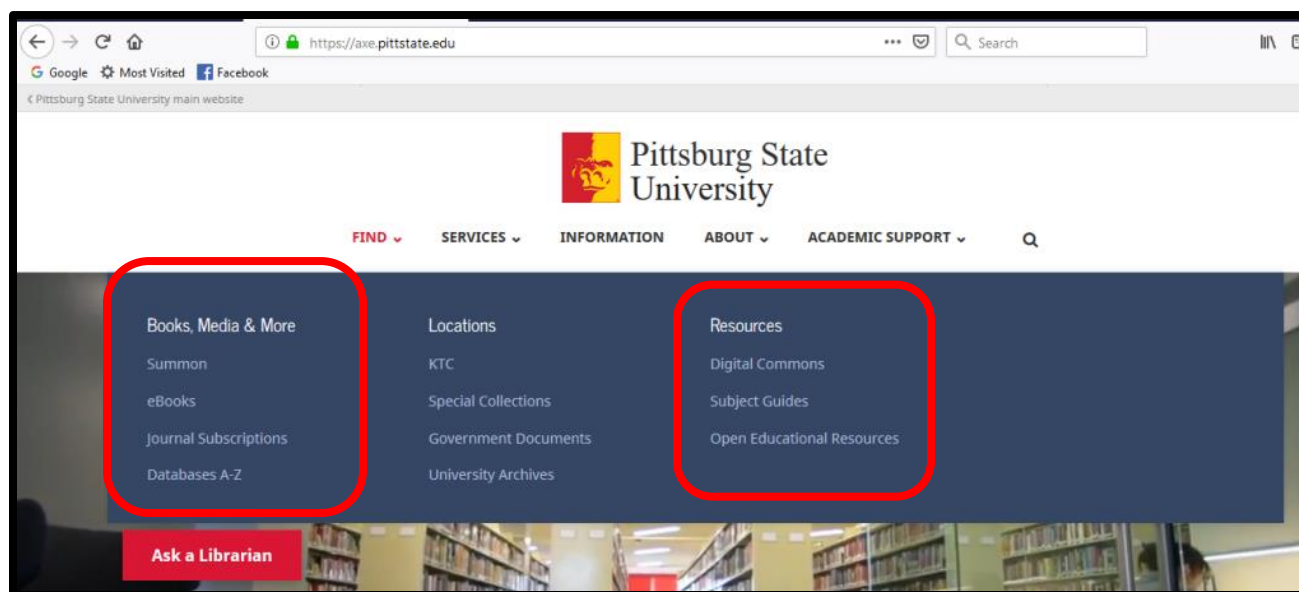 https://axe.pittstate.edu
Search
Google Most Visited Facebook
Pittsburg State University main website
Pittsburg State
University
FIND SERVICES INFORMATION ABOUT ACADEMIC SUPPORT
Books, Media & More
Summon
eBooks
Journal Subscriptions
Databases A-Z
Locations
KTC
Special Collections
Government Documents
University Archives
Resources
Digital Commons
Subject Guides
Open Educational Resources
Ask a Librarian